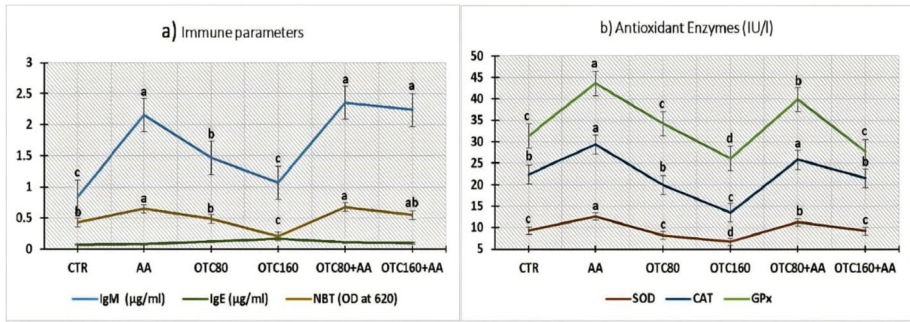 a) Immune parameters
3
2.5
2
1.5
1
0.5
0
c
a
b
c
a
a
b
a
b
c
a
ab
CTR AA OTC80 OTC160 OTC80+AA OTC160+AA
IgM (µg/ml) IgE (µg/ml) NBT (OD at 620)
b) Antioxidant Enzymes (IU/l)
50
45
40
35
30
25
20
15
10
5
c
a
c
d
b
c
b
a
b
c
b
b
c
a
c
d
b
c
CTR AA OTC80 OTC160 OTC80+AA OTC160+AA
SOD CAT GPx